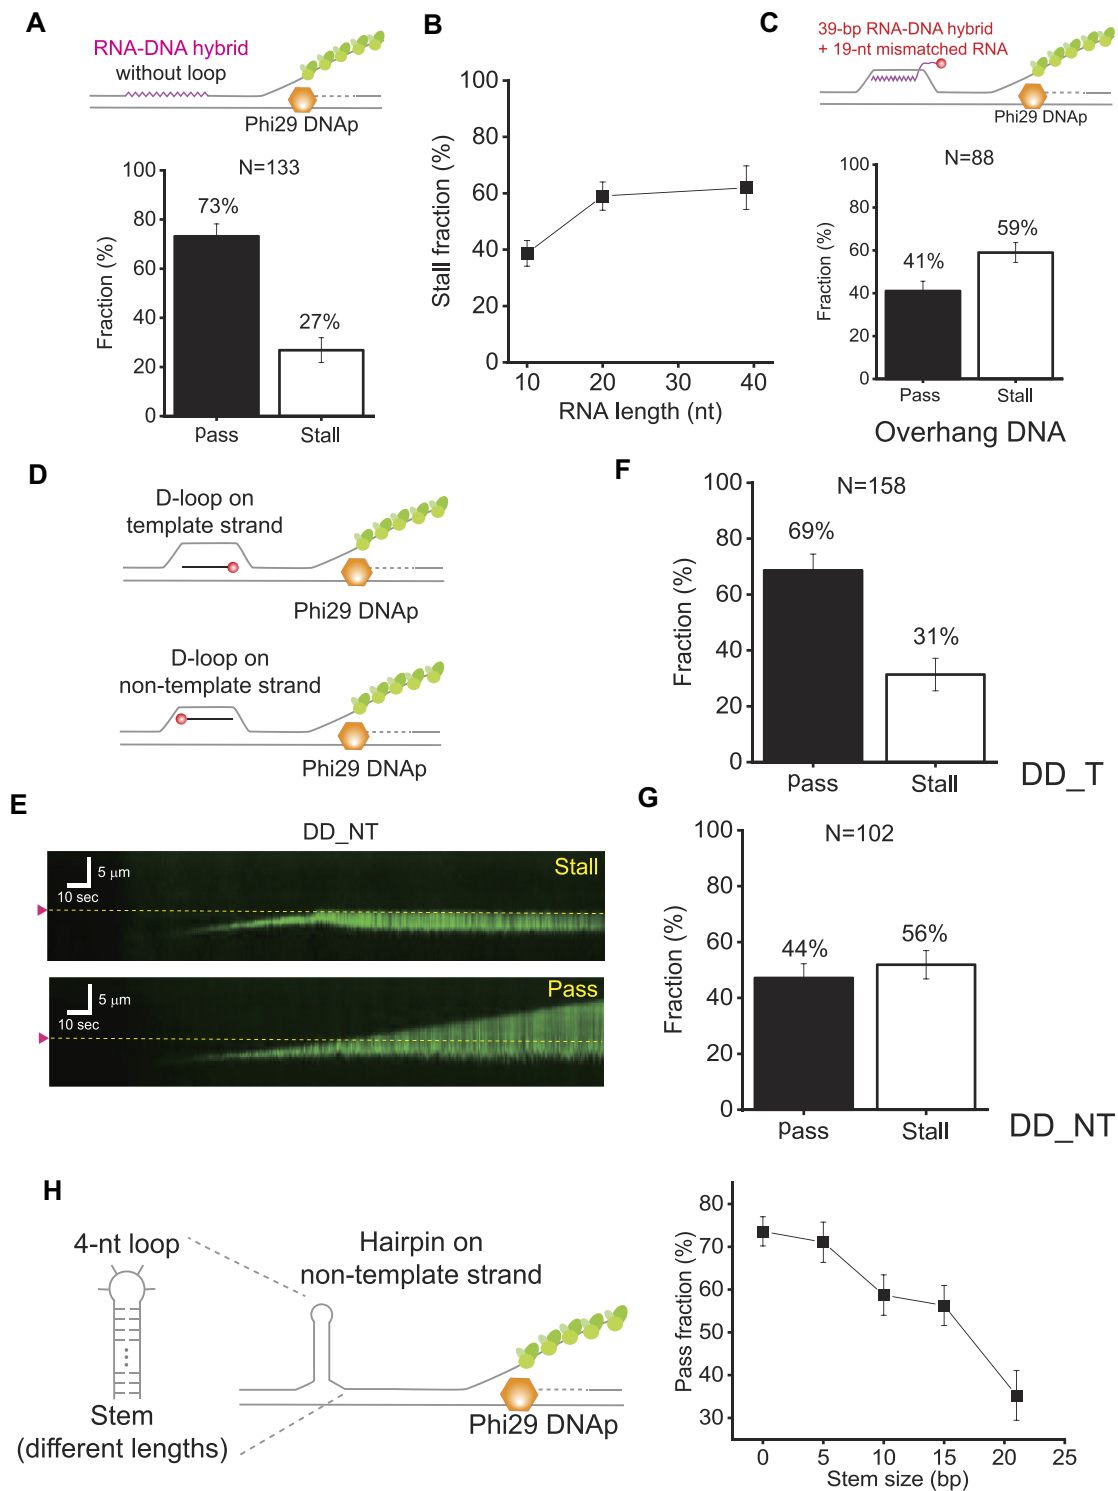 A
RNA-DNA hybrid
without loop
Phi29 DNAp
N=133
100
80
60
40
20
0
Fraction (%)
73%
27%
pass
Stall
B
Stall fraction (%)
100
80
60
40
20
0
10
20
30
40
RNA length (nt)
C
39-bp RNA-DNA hybrid
+ 19-nt mismatched RNA
Phi29 DNAp
N=88
100
80
60
40
20
0
Fraction (%)
41%
59%
Pass
Stall
Overhang DNA
D
D-loop on
template strand
Phi29 DNAp
D-loop on
non-template strand
Phi29 DNAp
E
DD_NT
Stall
5 μm
10 sec
Pass
5 μm
10 sec
F
N=158
100
80
60
40
20
0
Fraction (%)
69%
31%
pass
Stall
DD_T
G
N=102
100
80
60
40
20
0
Fraction (%)
44%
56%
pass
Stall
DD_NT
H
4-nt loop
Stem
(different lengths)
Hairpin on
non-template strand
Phi29 DNAp
Pass fraction (%)
80
70
60
50
40
30
0
5
10
15
20
25
Stem size (bp)